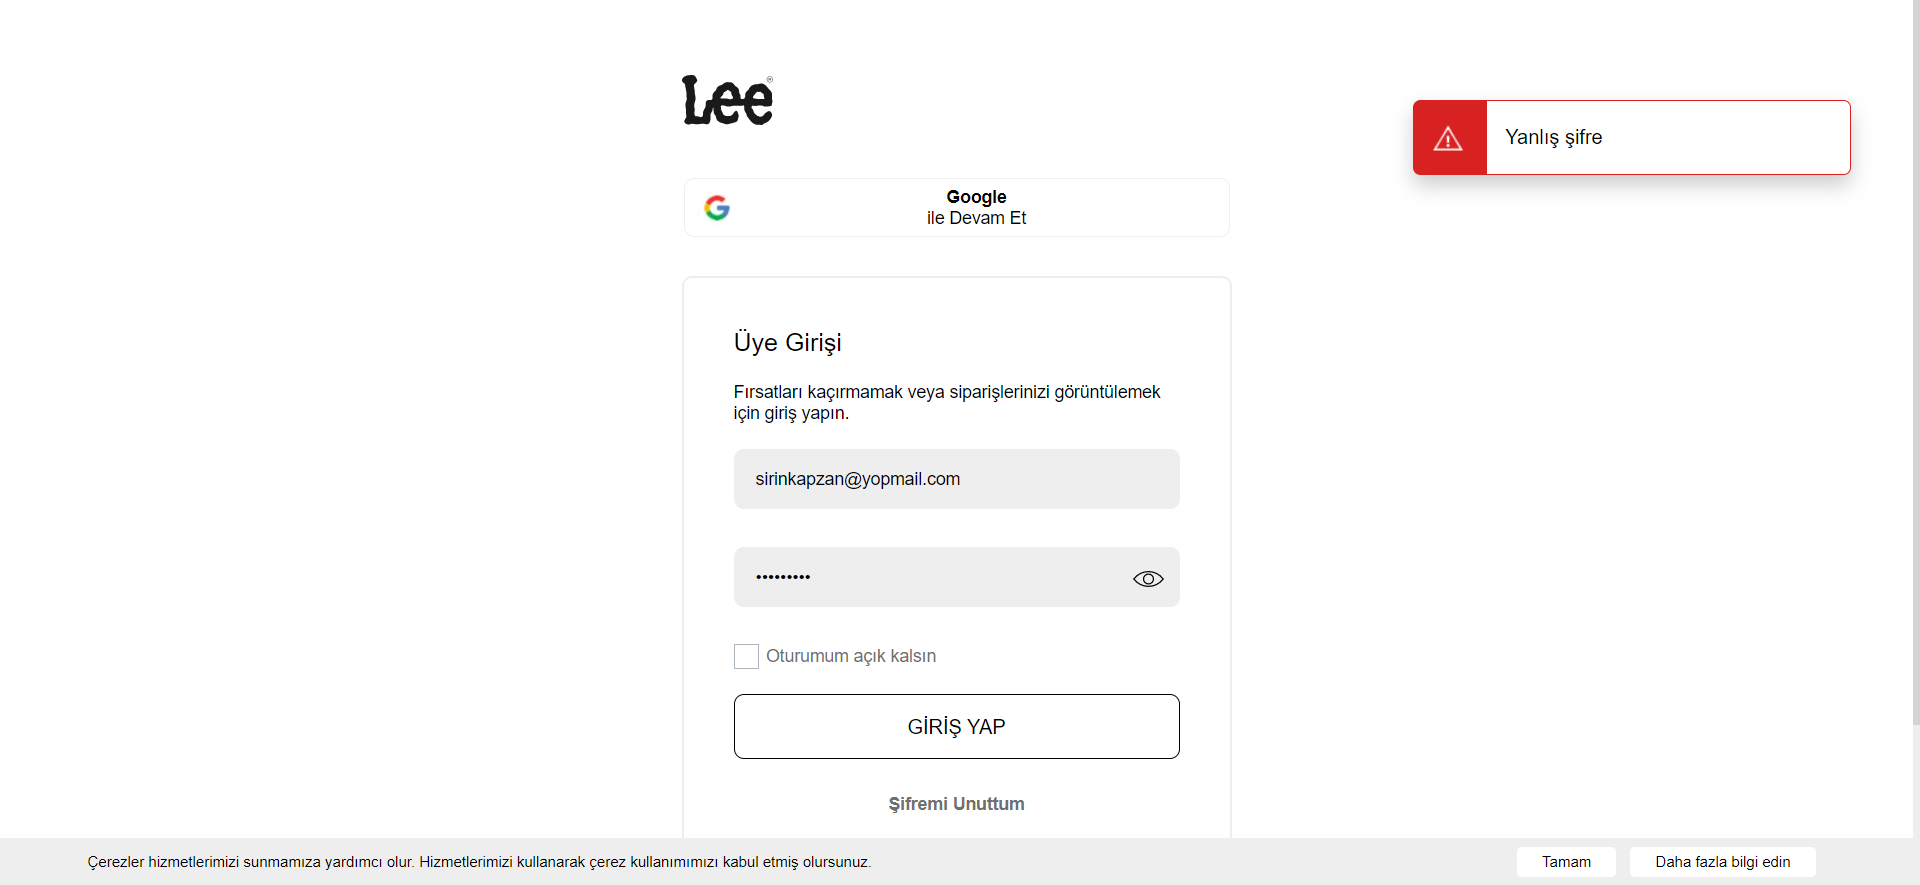 Lee
Yanlış şifre
Google
ile Devam Et
Üye Girişi
Fırsatları kaçırmamak veya siparişlerinizi görüntülemek
için giriş yapın.
sirinkapzan@yopmail.com
•••••••••
Oturumum açık kalsın
GİRİŞ YAP
Şifremi Unuttum
Çerezler hizmetlerimizi sunmamıza yardımcı olur. Hizmetlerimizi kullanarak çerez kullanımımızı kabul etmiş olursunuz.
Tamam
Daha fazla bilgi edin